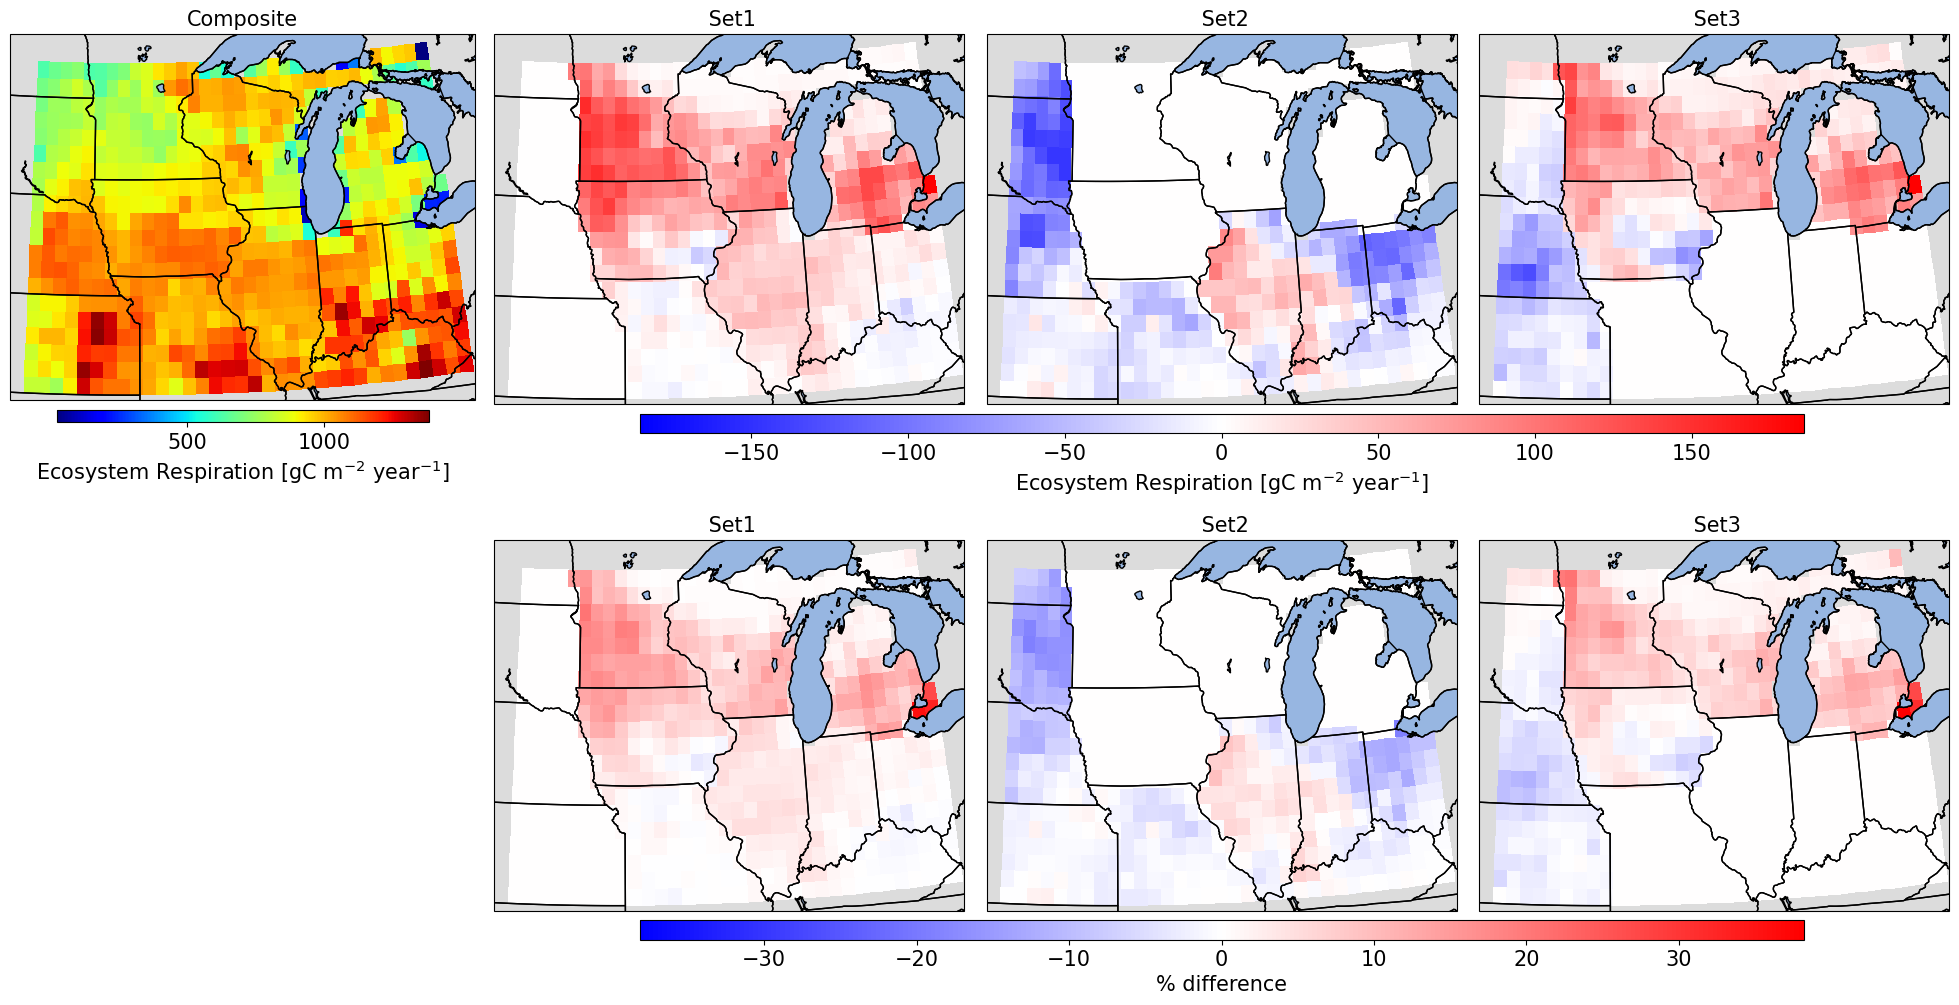 Composite
Set1
Set2
Set3
500 1000
Ecosystem Respiration [gC m⁻² year⁻¹]
−150 −100 −50 0 50 100 150
Ecosystem Respiration [gC m⁻² year⁻¹]
Set1
Set2
Set3
−30 −20 −10 0 10 20 30
% difference